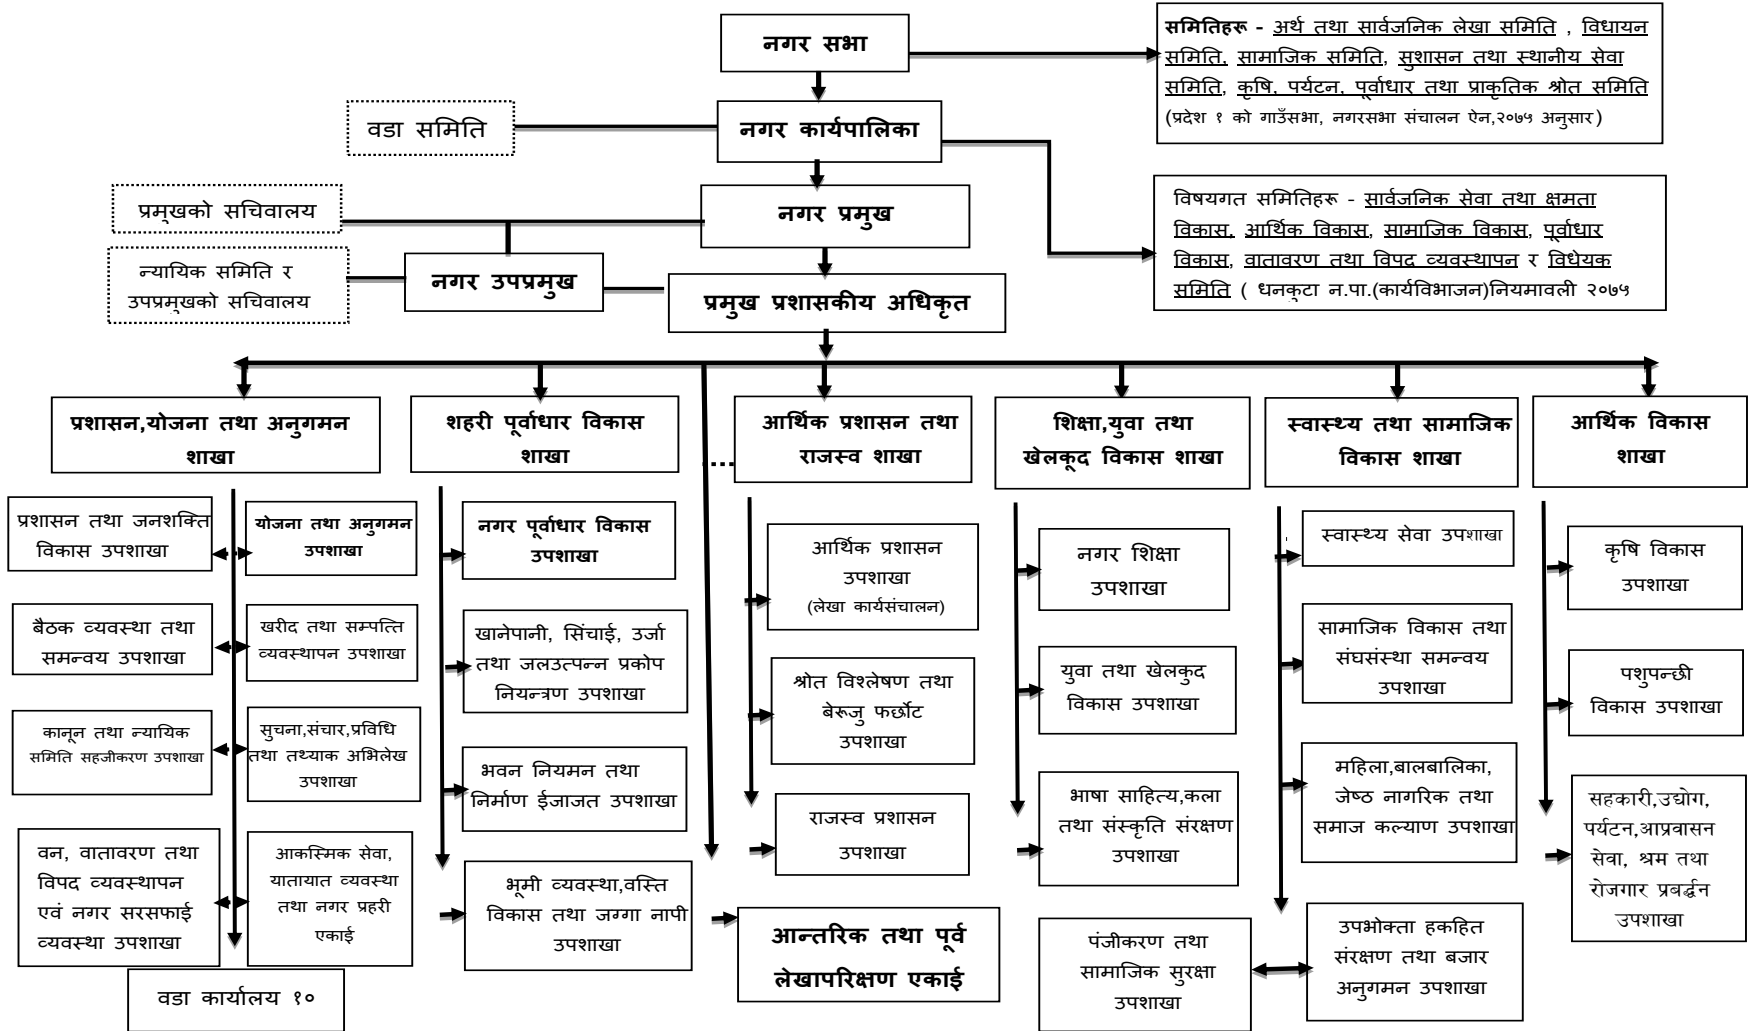 नगर सभा
समितिहरू - अर्थ तथा सार्वजनिक लेखा समिति , विधायन
समिति, सामाजिक समिति, सुशासन तथा स्थानीय सेवा
समिति, कृषि, पर्यटन, पूर्वाधार तथा प्राकृतिक श्रोत समिति
(प्रदेश १ को गाउँसभा, नगरसभा संचालन ऐन,२०७५ अनुसार)
वडा समिति
नगर कार्यपालिका
प्रमुखको सचिवालय
नगर प्रमुख
विषयगत समितिहरू - सार्वजनिक सेवा तथा क्षमता
विकास, आर्थिक विकास, सामाजिक विकास, पूर्वाधार
विकास, वातावरण तथा विपद व्यवस्थापन र विधेयक
समिति ( धनकुटा न.पा.(कार्यविभाजन)नियमावली २०७५
न्यायिक समिति र
उपप्रमुखको सचिवालय
नगर उपप्रमुख
प्रमुख प्रशासकीय अधिकृत
प्रशासन,योजना तथा अनुगमन
शाखा
शहरी पूर्वाधार विकास
शाखा
आर्थिक प्रशासन तथा
राजस्व शाखा
शिक्षा,युवा तथा
खेलकूद विकास शाखा
स्वास्थ्य तथा सामाजिक
विकास शाखा
आर्थिक विकास
शाखा
प्रशासन तथा जनशक्ति
विकास उपशाखा
योजना तथा अनुगमन
उपशाखा
बैठक व्यवस्था तथा
समन्वय उपशाखा
खरीद तथा सम्पत्ति
व्यवस्थापन उपशाखा
कानून तथा न्यायिक
समिति सहजीकरण उपशाखा
सुचना,संचार,प्रविधि
तथा तथ्याक अभिलेख
उपशाखा
वन, वातावरण तथा
विपद व्यवस्थापन
एवं नगर सरसफाई
व्यवस्था उपशाखा
आकस्मिक सेवा,
यातायात व्यवस्था
तथा नगर प्रहरी
एकाई
वडा कार्यालय १०
नगर पूर्वाधार विकास
उपशाखा
खानेपानी, सिंचाई, उर्जा
तथा जलउत्पन्न प्रकोप
नियन्त्रण उपशाखा
भवन नियमन तथा
निर्माण ईजाजत उपशाखा
भूमी व्यवस्था,वस्ति
विकास तथा जग्गा नापी
उपशाखा
आर्थिक प्रशासन
उपशाखा
(लेखा कार्यसंचालन)
श्रोत विश्लेषण तथा
बेरूजु फर्छोट
उपशाखा
राजस्व प्रशासन
उपशाखा
आन्तरिक तथा पूर्व
लेखापरिक्षण एकाई
नगर शिक्षा
उपशाखा
युवा तथा खेलकुद
विकास उपशाखा
भाषा साहित्य,कला
तथा संस्कृति संरक्षण
उपशाखा
पंजीकरण तथा
सामाजिक सुरक्षा
उपशाखा
स्वास्थ्य सेवा उपशाखा
सामाजिक विकास तथा
संघसंस्था समन्वय
उपशाखा
महिला,बालबालिका,
जेष्ठ नागरिक तथा
समाज कल्याण उपशाखा
उपभोक्ता हकहित
संरक्षण तथा बजार
अनुगमन उपशाखा
कृषि विकास
उपशाखा
पशुपन्छी
विकास उपशाखा
सहकारी,उद्योग,
पर्यटन,आप्रवासन
सेवा, श्रम तथा
रोजगार प्रबर्द्धन
उपशाखा